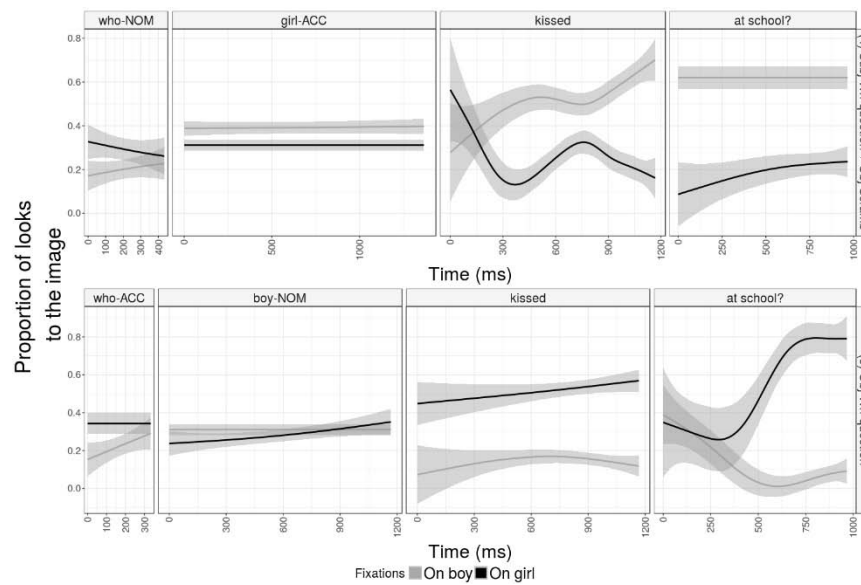 who-NOM girl-ACC kissed at school?
0.8
0.6
0.4
0.2
0.0
0 100 200 300 400 0 500 1000 0 300 600 900 1200 0 250 500 750 1000
Time (ms)
Proportion of looks
to the image
who-ACC boy-NOM kissed at school?
0.8
0.6
0.4
0.2
0.0
0 100 200 300 0 300 600 900 1200 0 300 600 900 1200 0 250 500 750 1000
Time (ms)
Fixations On boy On girl